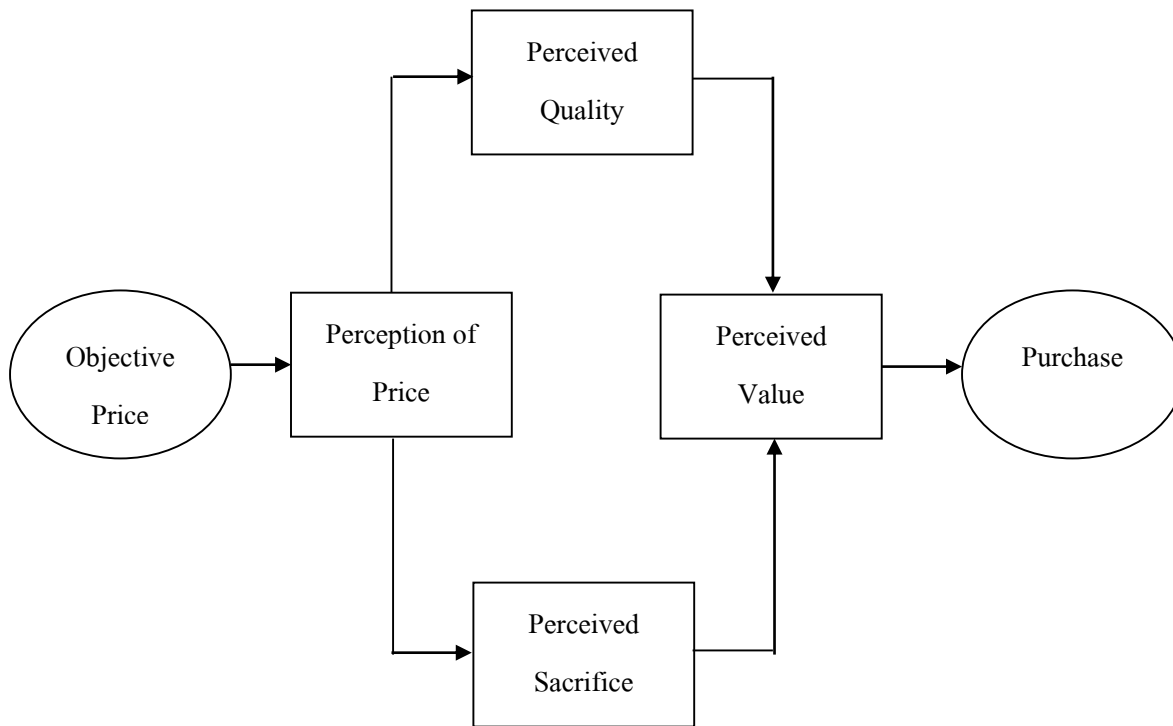 Perceived
Quality
Objective
Price
Perception of
Price
Perceived
Value
Purchase
Perceived
Sacrifice